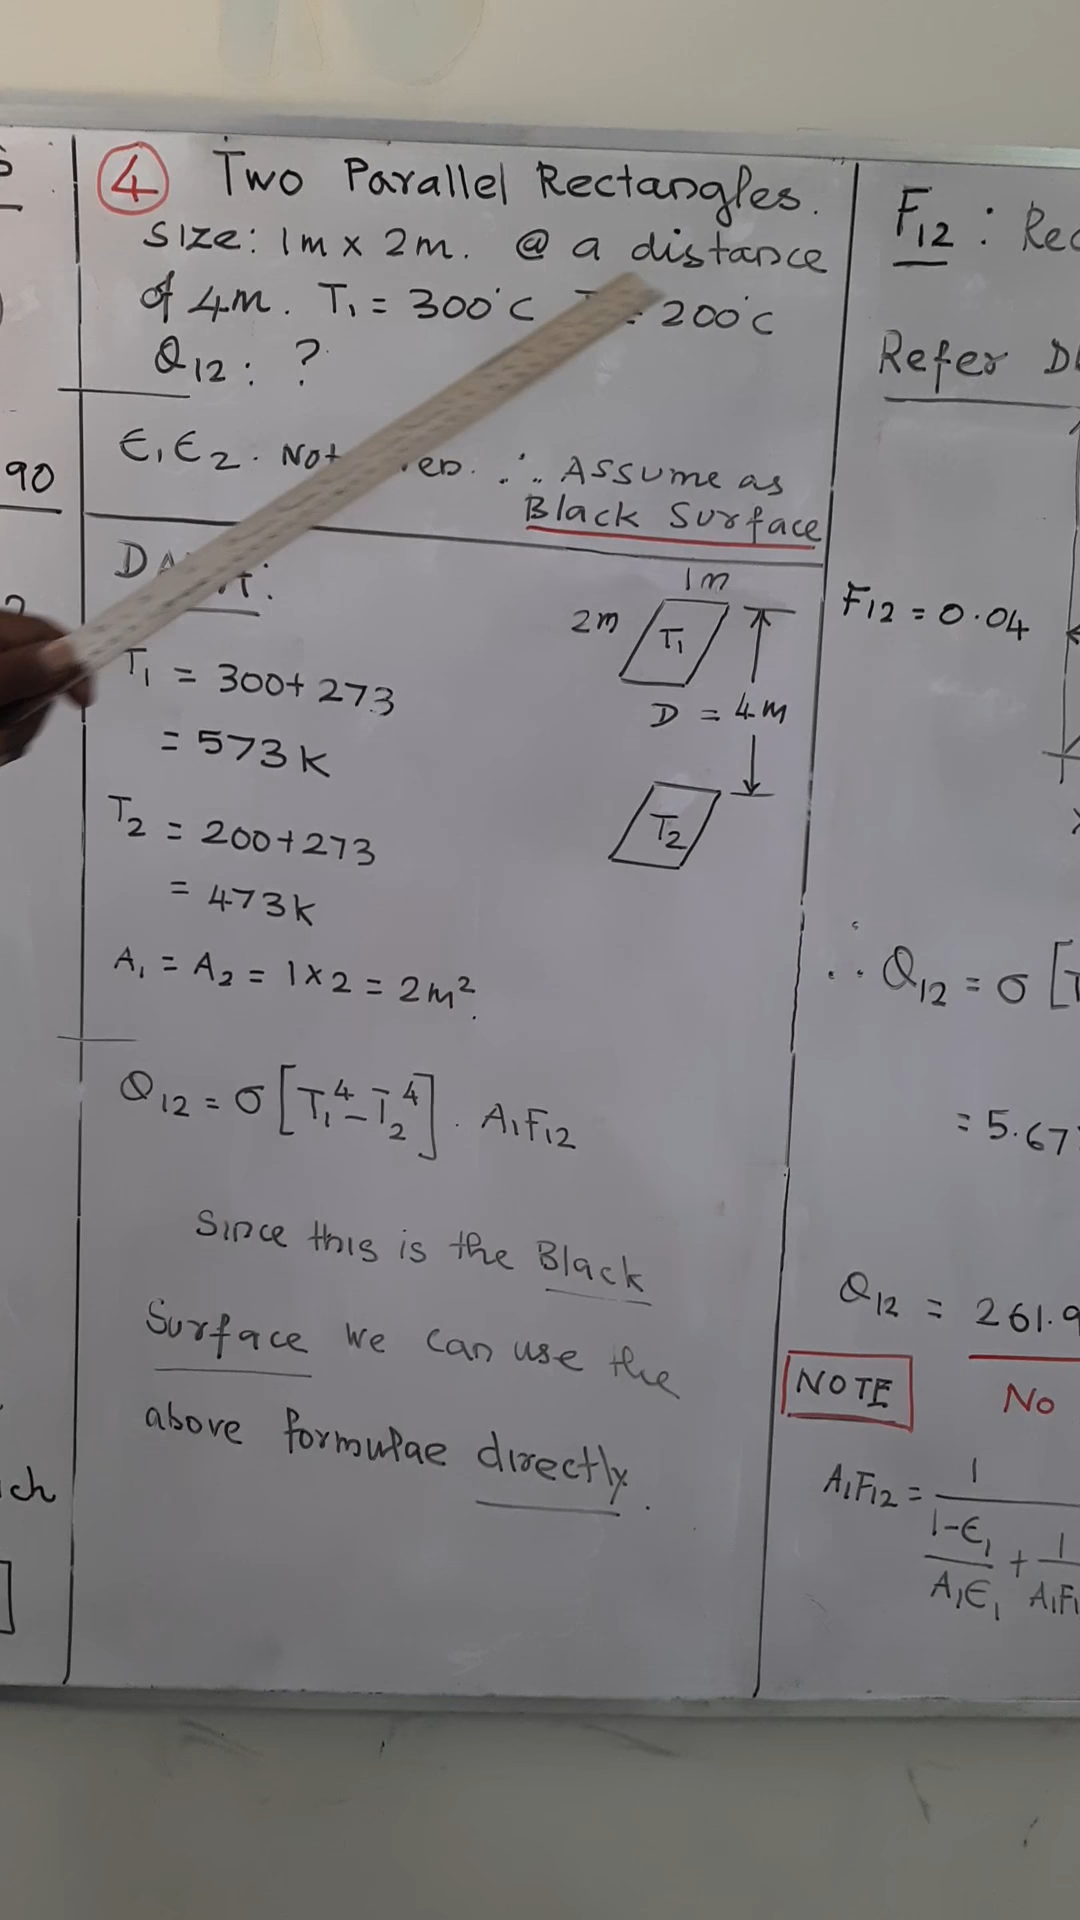 ④ Two Parallel Rectangles.
Size: 1m x 2m. @ a distance
of 4m. T₁ = 300°C = 200°C
Q₁₂: ?
ϵ₁ ϵ₂. Not ∴ Assume as
Black Surface
T₁ = 300+273
= 573K
T₂ = 200+273
= 473K
A₁ = A₂ = 1×2 = 2m².
1m
2m
T₁
D = 4m
T₂
Q₁₂ = σ[T₁⁴-T₂⁴]. A₁F₁₂
Since this is the Black
Surface we can use the
above formulae directly.
90
ch
]
F₁₂ :
Refer
F₁₂ = 0.04
∴ Q₁₂ = σ [
= 5.67
Q₁₂ = 261.9
NOTE
No
A₁F₁₂ = 1
1-ϵ₁ / A₁ϵ₁ + 1